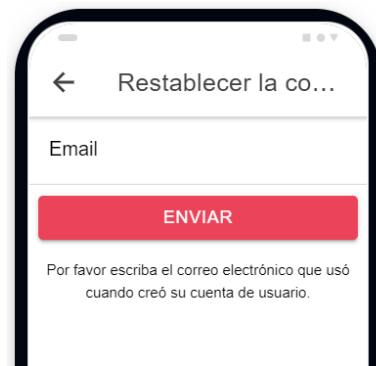 Restablecer la co...
Email
ENVIAR
Por favor escriba el correo electrónico que usó
cuando creó su cuenta de usuario.